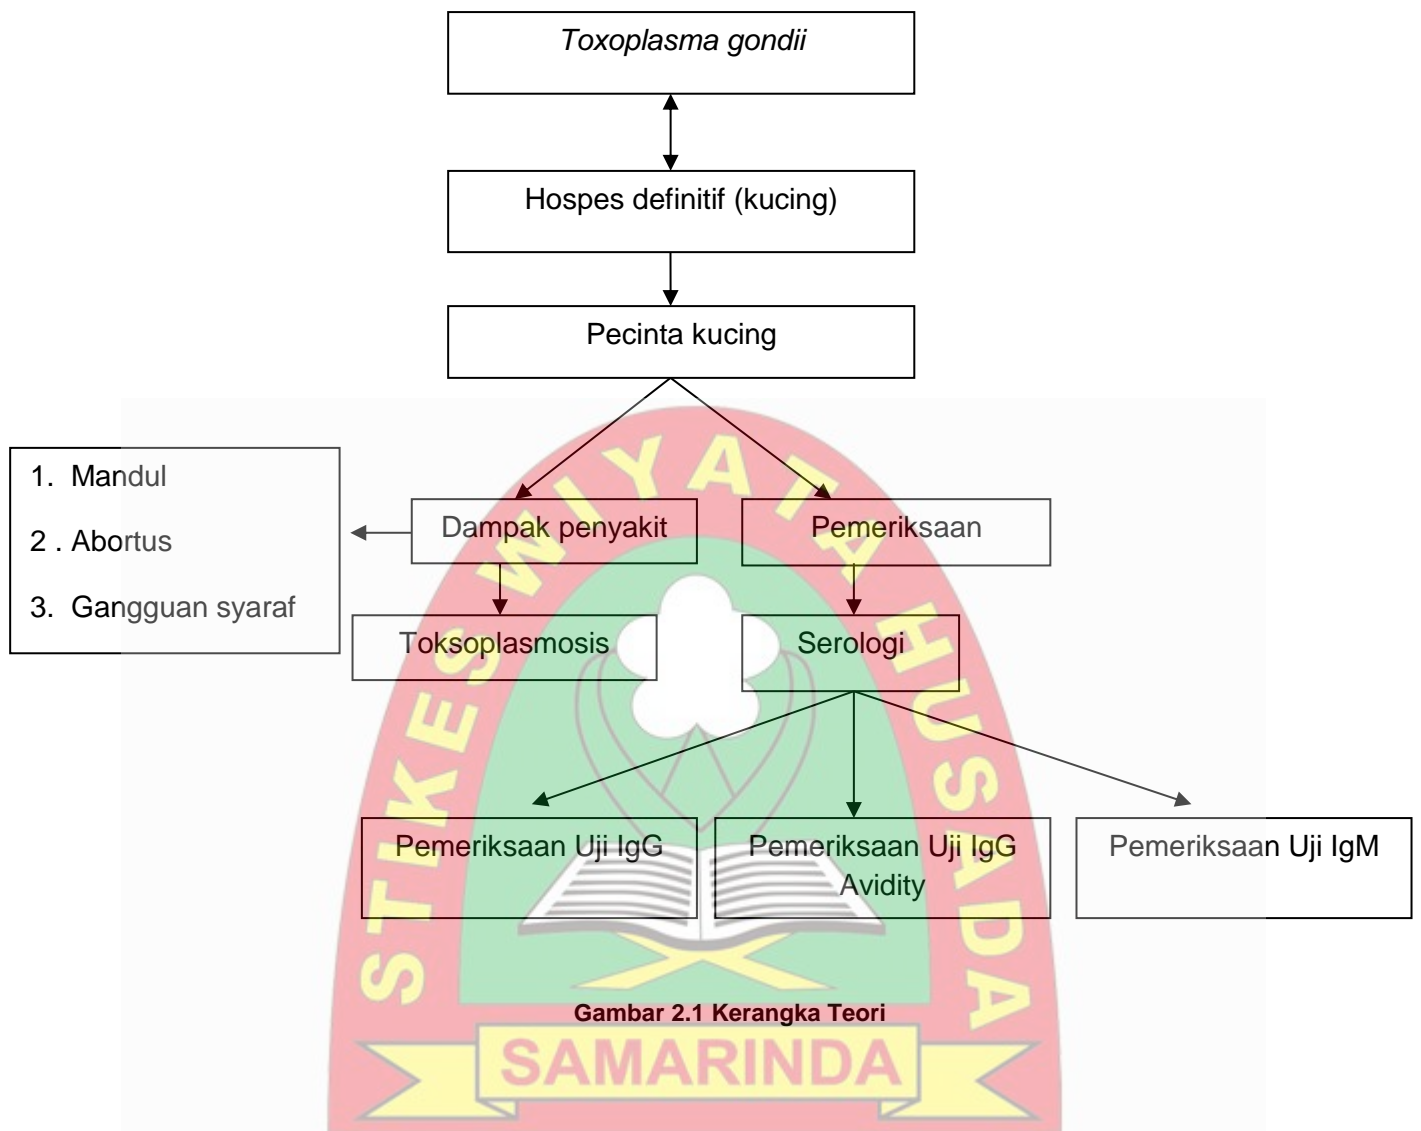 Toxoplasma gondii
Hospes definitif (kucing)
Pecinta kucing
1. Mandul
2 . Abortus
3. Gangguan syaraf
Dampak penyakit
Pemeriksaan
Toksoplasmosis
Serologi
Pemeriksaan Uji IgG
Pemeriksaan Uji IgG
Avidity
Pemeriksaan Uji IgM
Gambar 2.1 Kerangka Teori
STIKES WIYATA HUSADA
SAMARINDA